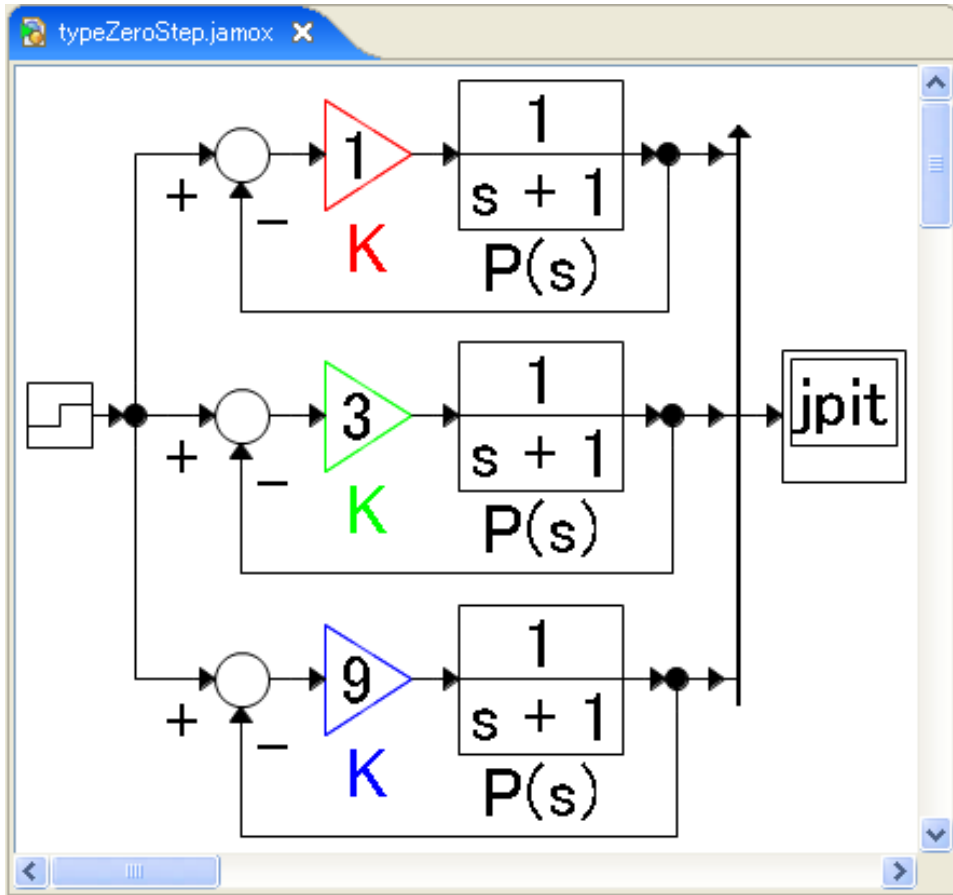 typeZeroStep.jamox
1
1
s + 1
+
−
K
P(s)
3
1
s + 1
jpit
+
−
K
P(s)
9
1
s + 1
+
−
K
P(s)